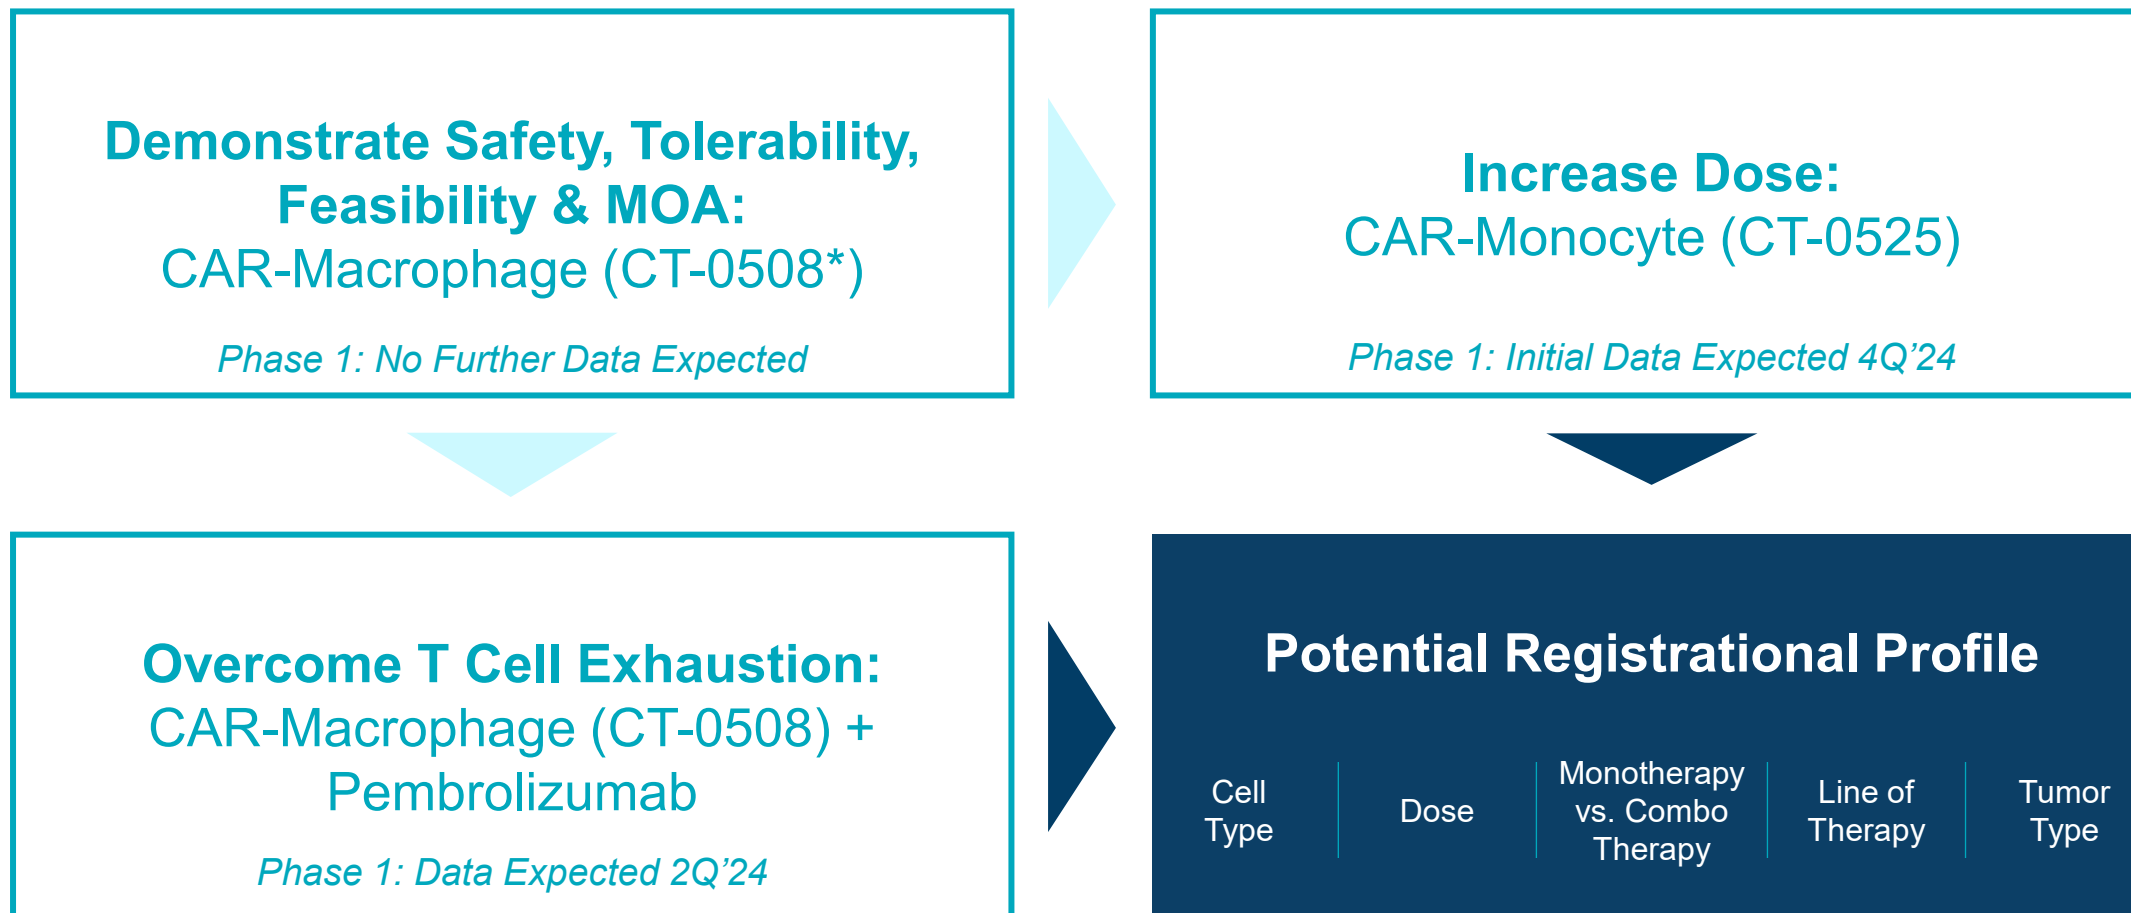 Demonstrate Safety, Tolerability,
Feasibility & MOA:
CAR-Macrophage (CT-0508*)
Phase 1: No Further Data Expected
Increase Dose:
CAR-Monocyte (CT-0525)
Phase 1: Initial Data Expected 4Q’24
Overcome T Cell Exhaustion:
CAR-Macrophage (CT-0508) +
Pembrolizumab
Phase 1: Data Expected 2Q’24
Potential Registrational Profile
Cell
Type
Dose
Monotherapy
vs. Combo
Therapy
Line of
Therapy
Tumor
Type